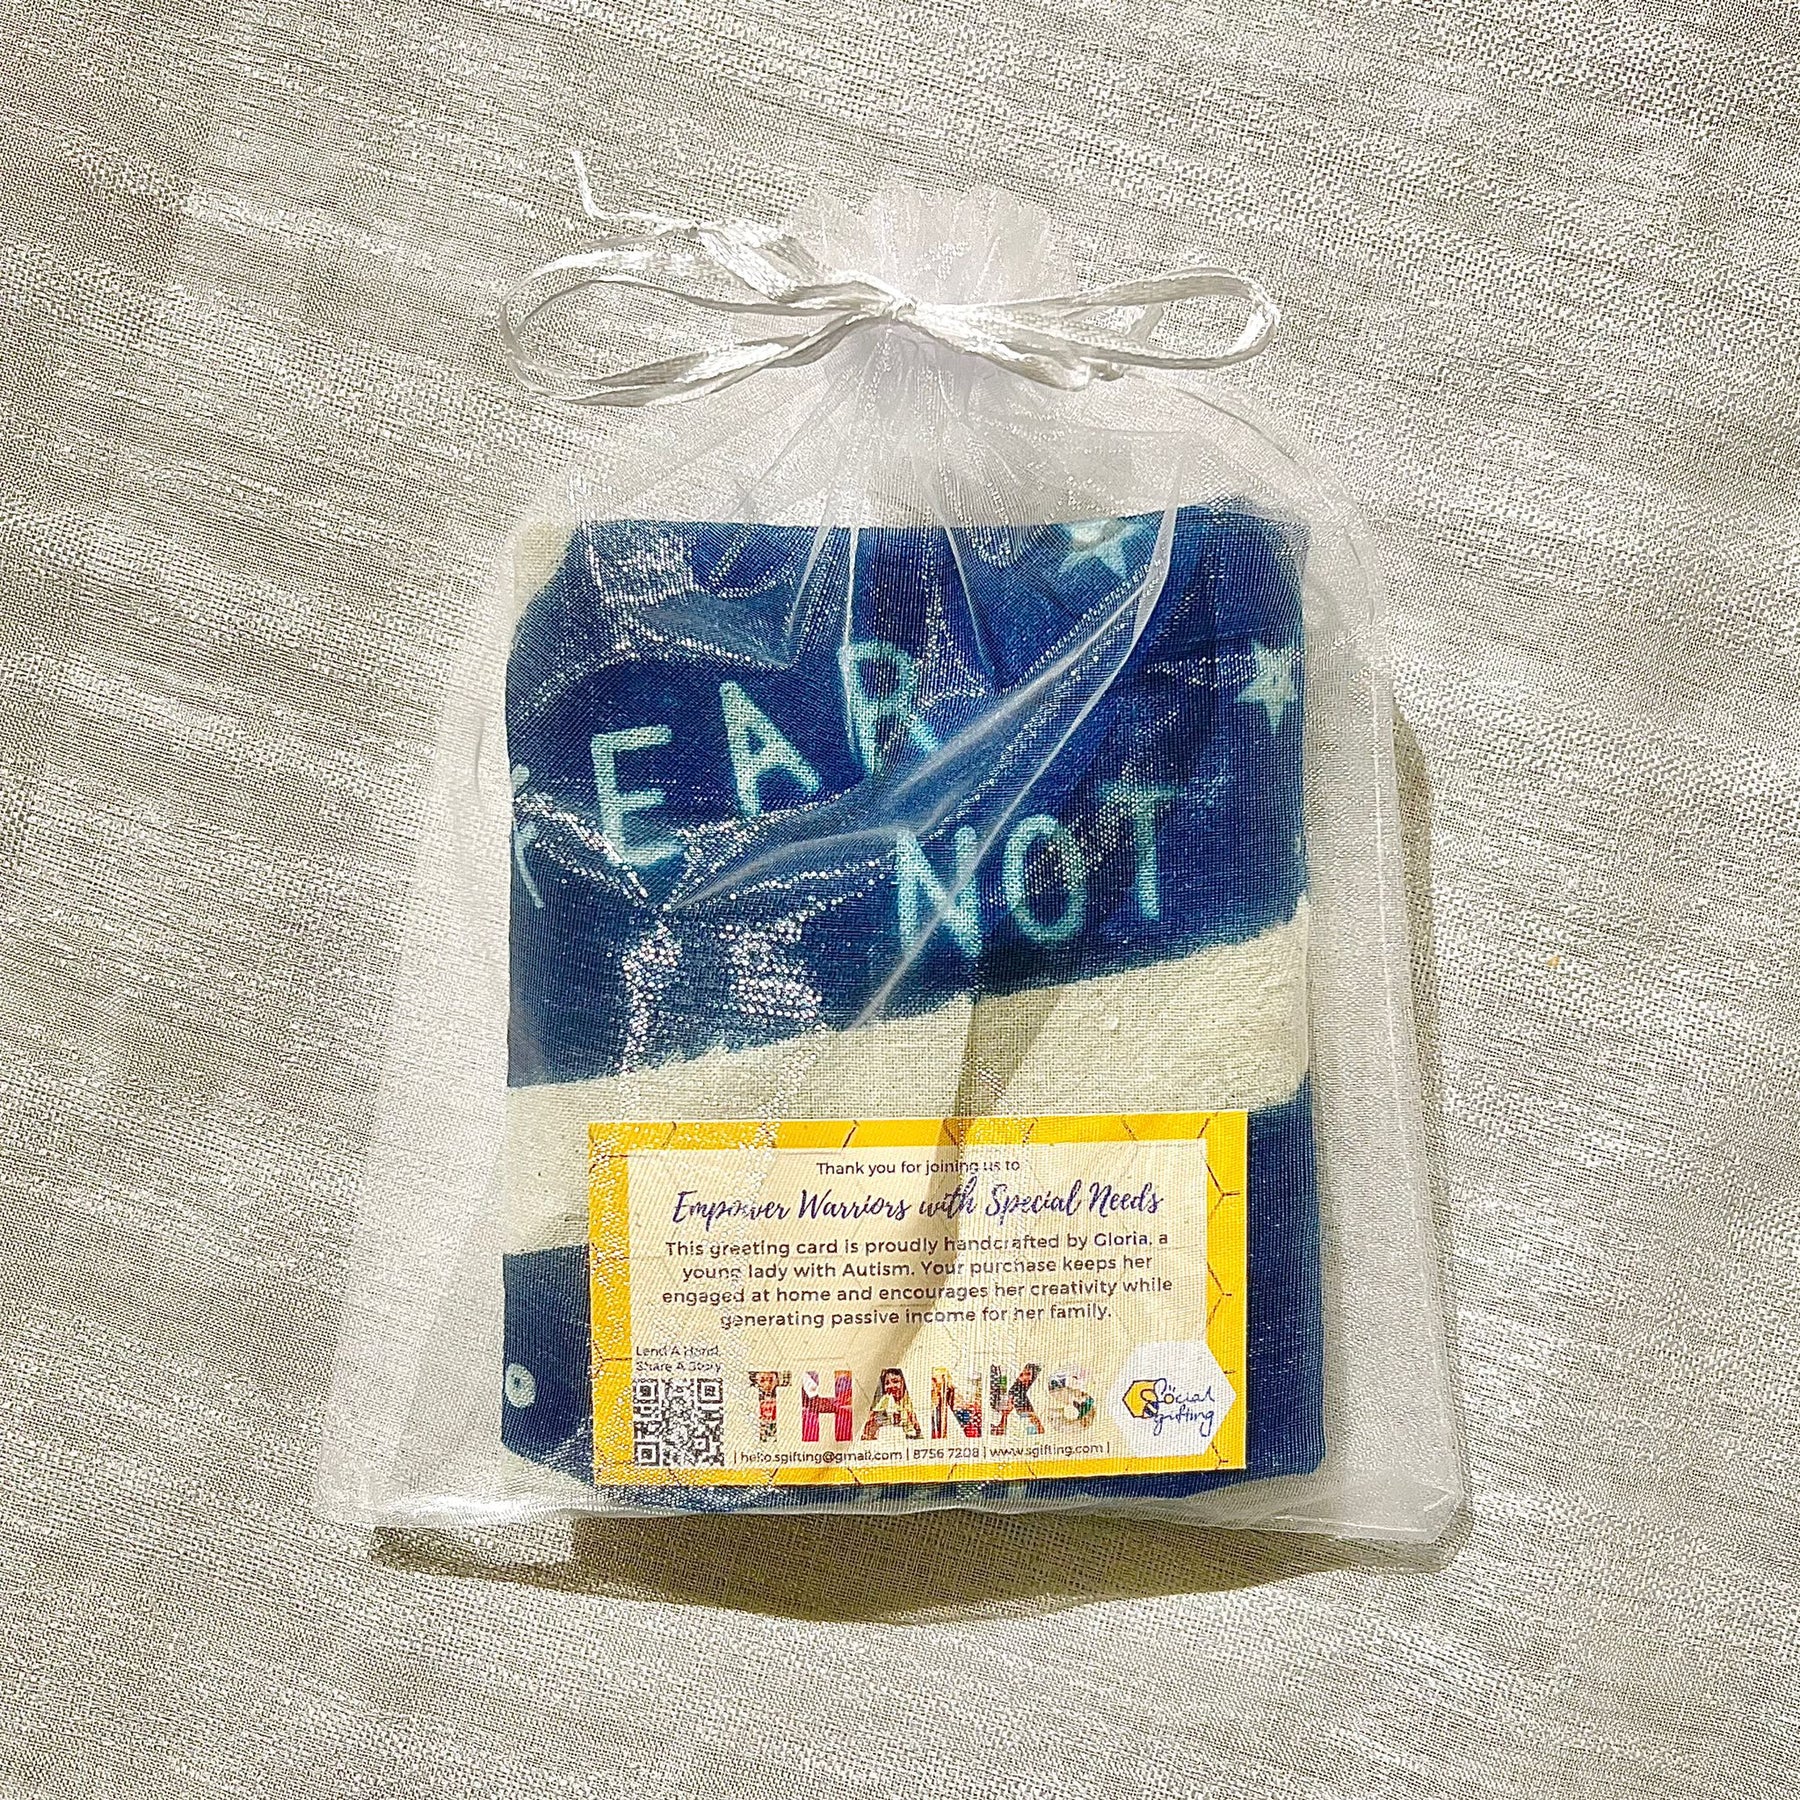 EAR
NOT
Thank you for joining us to
Empower Warriors with Special Needs
This greeting card is proudly handcrafted by Gloria, a
young lady with Autism. Your purchase keeps her
engaged at home and encourages her creativity while
generating passive income for her family.
Lend A Hand,
Share A Story
THANKS
Söcial
gifting
| hello.sgifting@gmail.com | 8756 7208 | www.sgifting.com |